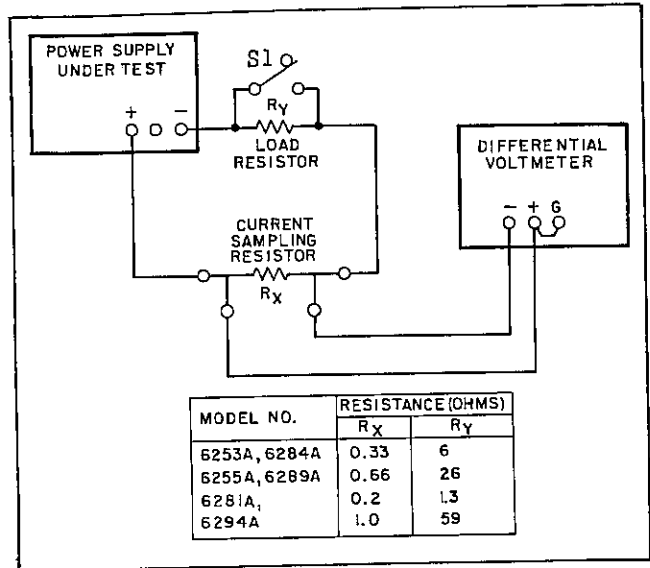 POWER SUPPLY
UNDER TEST
+ -
S1
RY
LOAD
RESISTOR
DIFFERENTIAL
VOLTMETER
- + G
CURRENT
SAMPLING
RESISTOR
RX
MODEL NO. RESISTANCE (OHMS)
RX RY
6253A, 6284A 0.33 6
6255A, 6289A 0.66 26
6281A, 0.2 1.3
6294A 1.0 59